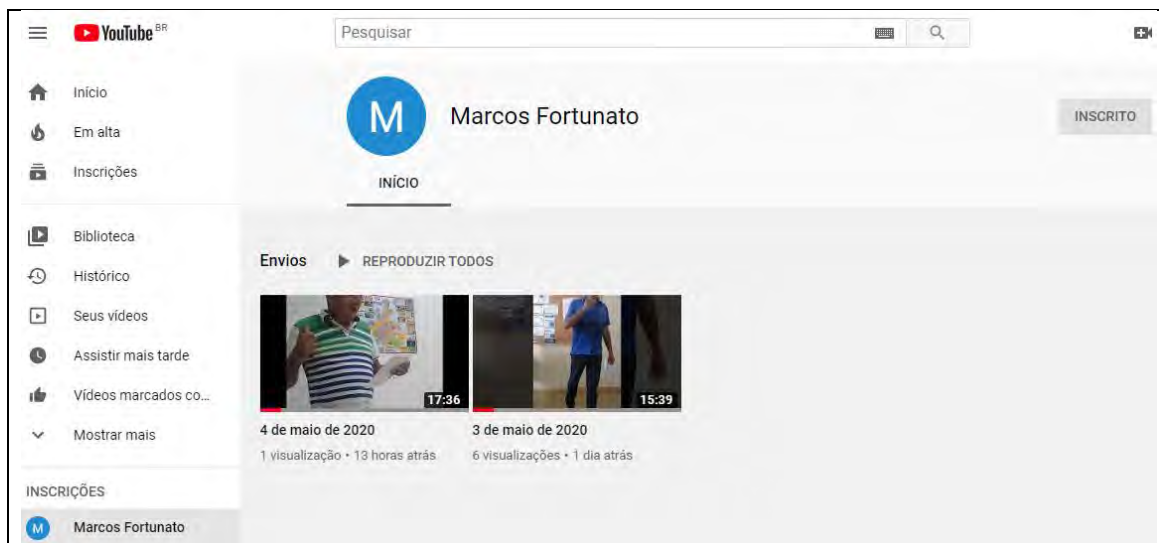 YouTube BR
Pesquisar
Início
Em alta
Inscrições
Biblioteca
Histórico
Seus vídeos
Assistir mais tarde
Vídeos marcados co...
Mostrar mais
INSCRIÇÕES
M Marcos Fortunato
M Marcos Fortunato
INSCRITO
INÍCIO
Envios REPRODUZIR TODOS
17:36
4 de maio de 2020
1 visualização • 13 horas atrás
15:39
3 de maio de 2020
6 visualizações • 1 dia atrás